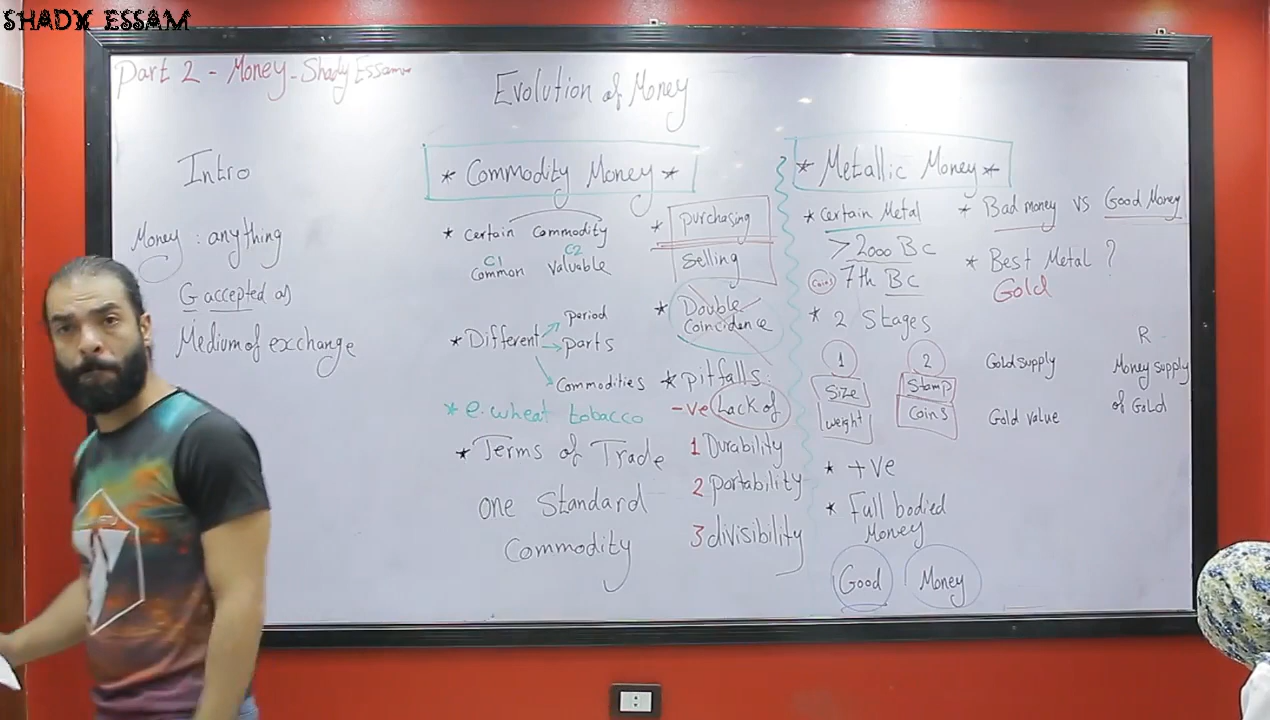 SHADY ESSAM
Part 2 - Money - Shady Essam
Evolution of Money
Intro
Money : anything
G accepted as
Medium of exchange
* Commodity Money *
* Certain Commodity
C1 C2
Common Valuable
* Different
period
parts
Commodities
* e. wheat tobacco
* Terms of Trade
one Standard
Commodity
* purchasing
Selling
* Double
Coincidence
* pitfalls:
-ve Lack of
1 Durability
2 portability
3 divisibility
* Metallic Money *
* Certain Metal
> 2000 BC
Coins 7th BC
* 2 Stages
1 2
Size
weight
Stamp
Coins
* +ve
* Full bodied
Money
Good Money
* Bad money vs Good Money
* Best Metal ?
Gold
Gold supply
Gold value
R
Money supply
of Gold